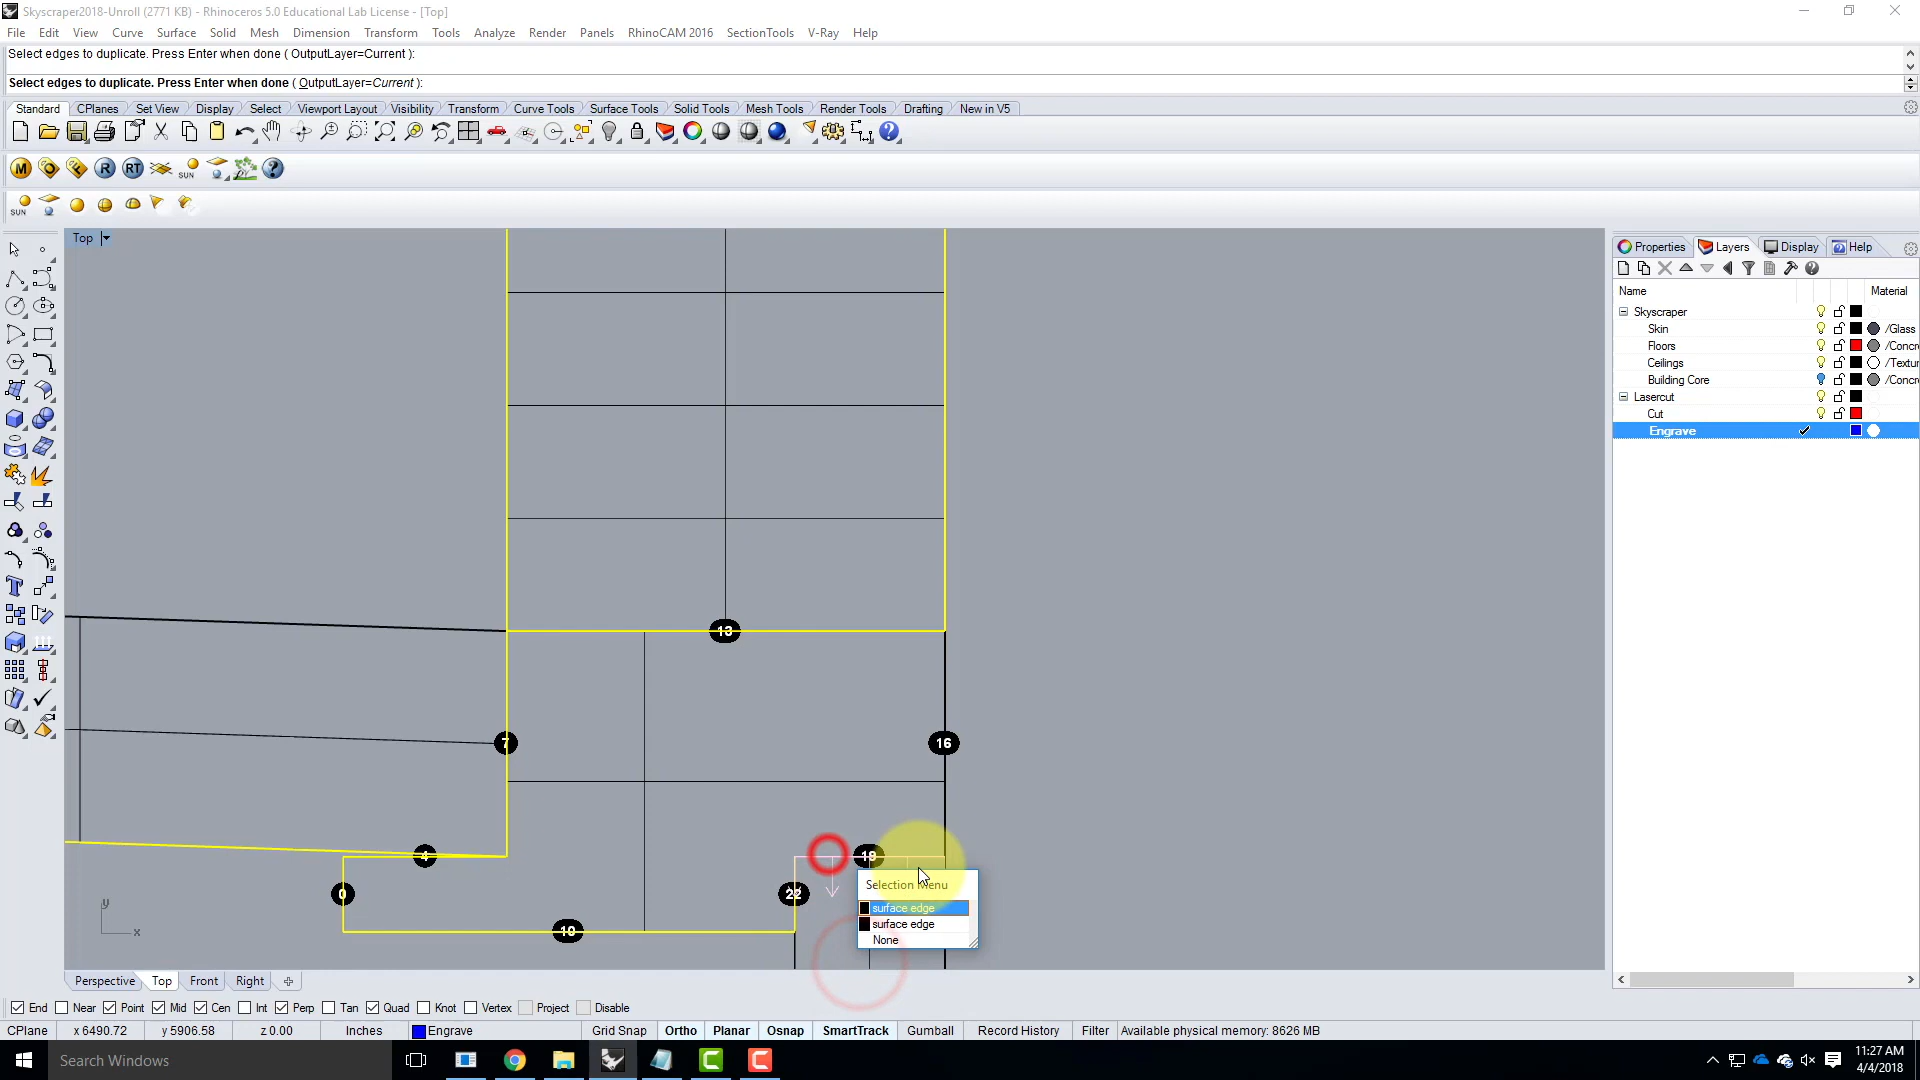 Skyscraper2018-Unroll (2771 KB) - Rhinoceros 5.0 Educational Lab License - [Top]
File Edit View Curve Surface Solid Mesh Dimension Transform Tools Analyze Render Panels RhinoCAM 2016 SectionTools V-Ray Help
Select edges to duplicate. Press Enter when done ( OutputLayer=Current ):
Select edges to duplicate. Press Enter when done ( OutputLayer=Current ):
Standard CPlanes Set View Display Select Viewport Layout Visibility Transform Curve Tools Surface Tools Solid Tools Mesh Tools Render Tools Drafting New in V5
M O F R RT SUN
SUN
Top
Properties Layers Display Help
Name Material
Skyscraper
Skin /Glass
Floors /Concr
Ceilings /Textur
Building Core /Concr
Lasercut
Cut
Engrave
13
7
16
4
18
0
22
19
Selection Menu
surface edge
surface edge
None
y
x
Perspective Top Front Right
End Near Point Mid Cen Int Perp Tan Quad Knot Vertex Project Disable
CPlane x 6490.72 y 5906.58 z 0.00 Inches Engrave Grid Snap Ortho Planar Osnap SmartTrack Gumball Record History Filter Available physical memory: 8626 MB
Search Windows
11:27 AM
4/4/2018